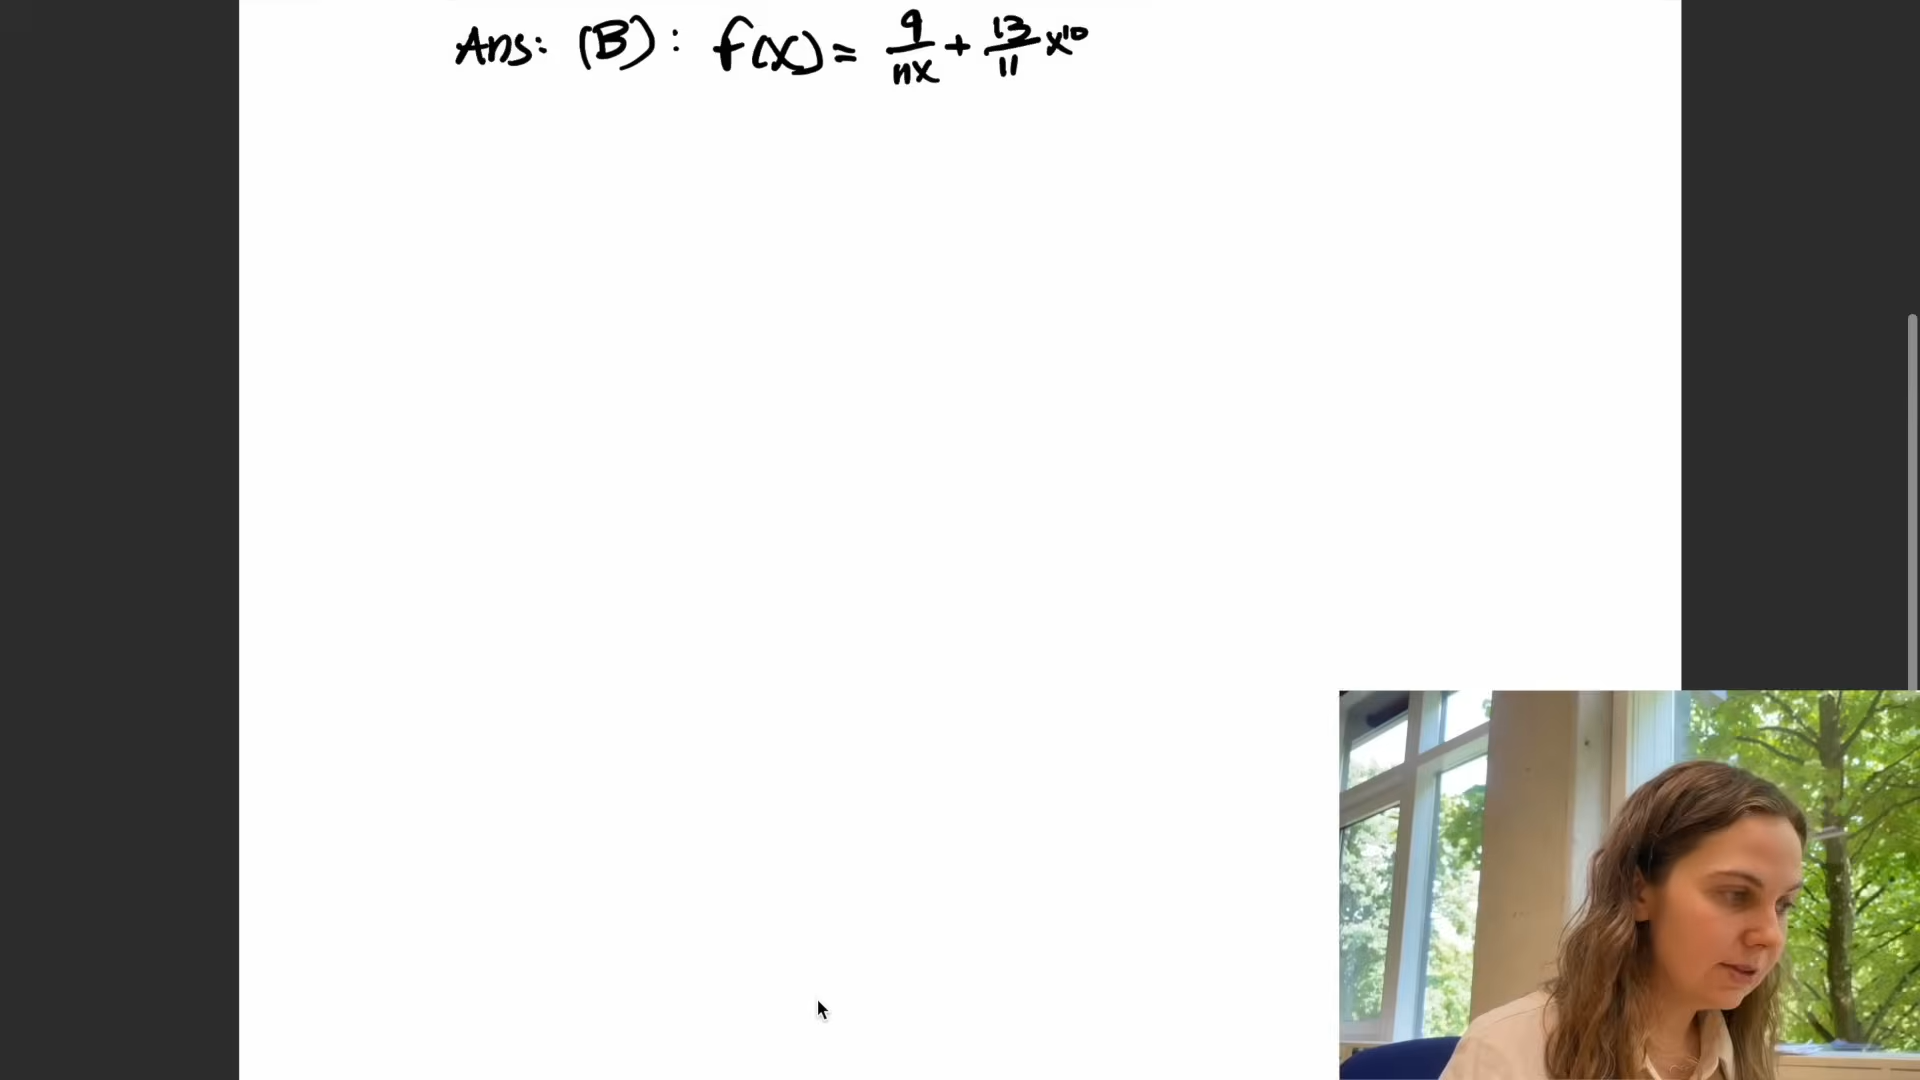 Ans: (B): f(x) = 9/11x + 13/11 x^10